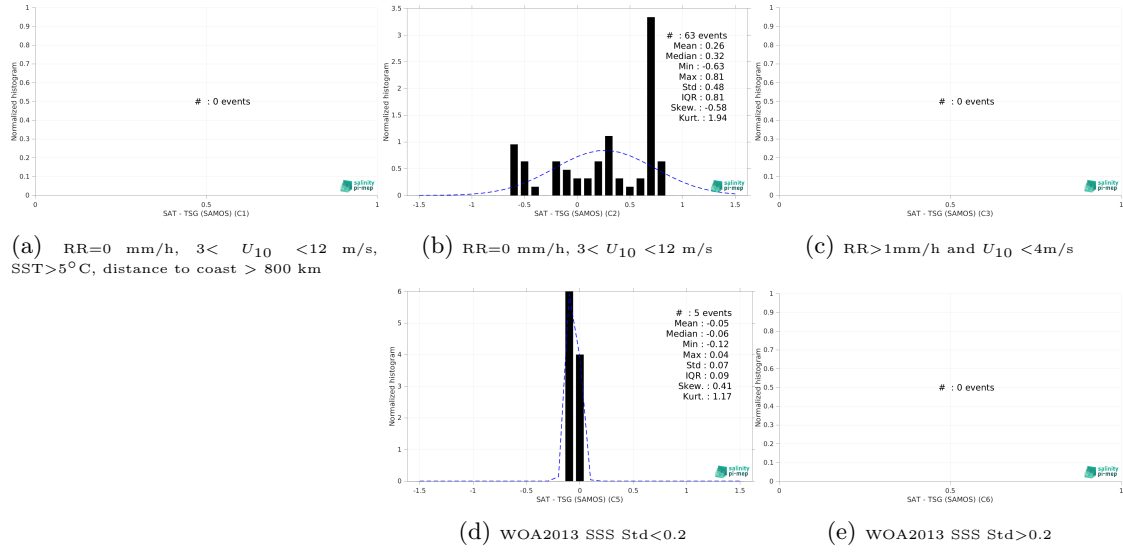 1
0.9
0.8
0.7
0.6
0.5
0.4
0.3
0.2
0.1
0
Normalized histogram
# : 0 events
salinity
pi-mep
0 0.5 1
SAT - TSG (SAMOS) (C1)
(a) RR=0 mm/h, 3< U10 <12 m/s,
SST>5°C, distance to coast > 800 km
3.5
3
2.5
2
1.5
1
0.5
0
Normalized histogram
# : 63 events
Mean : 0.26
Median : 0.32
Min : -0.63
Max : 0.81
Std : 0.48
IQR : 0.81
Skew. : -0.58
Kurt. : 1.94
salinity
pi-mep
-1.5 -1 -0.5 0 0.5 1 1.5
SAT - TSG (SAMOS) (C2)
(b) RR=0 mm/h, 3< U10 <12 m/s
1
0.9
0.8
0.7
0.6
0.5
0.4
0.3
0.2
0.1
0
Normalized histogram
# : 0 events
salinity
pi-mep
0 0.5 1
SAT - TSG (SAMOS) (C3)
(c) RR>1mm/h and U10 <4m/s
6
5
4
3
2
1
0
Normalized histogram
# : 5 events
Mean : -0.05
Median : -0.06
Min : -0.12
Max : 0.04
Std : 0.07
IQR : 0.09
Skew. : 0.41
Kurt. : 1.17
salinity
pi-mep
-1.5 -1 -0.5 0 0.5 1 1.5
SAT - TSG (SAMOS) (C5)
(d) WOA2013 SSS Std<0.2
1
0.9
0.8
0.7
0.6
0.5
0.4
0.3
0.2
0.1
0
Normalized histogram
# : 0 events
salinity
pi-mep
0 0.5 1
SAT - TSG (SAMOS) (C6)
(e) WOA2013 SSS Std>0.2